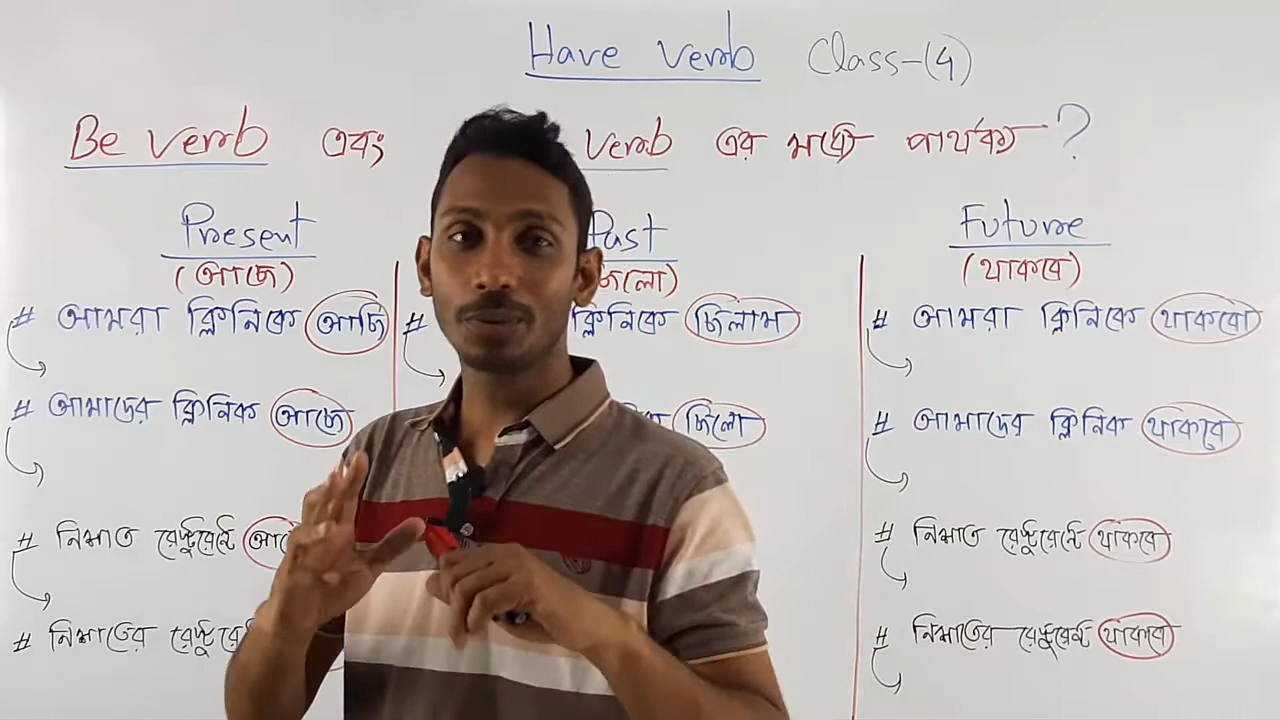 Have verb Class-(4)
Be verb এবং verb এর মধ্যে পার্থক্য ?
Present Past Future
(আছে) ছিলো) (থাকবে)
# আমরা ক্লিনিকে আছি # ক্লিনিকে ছিলাম # আমরা ক্লিনিকে থাকবো
# আমাদের ক্লিনিক আছে ছিলো # আমাদের ক্লিনিক থাকবে
# নিশাত রেস্টুরেন্টে # নিশাত রেস্টুরেন্টে থাকবে
# নিশাতের # নিশাতের রেস্টুরেন্ট থাকবে